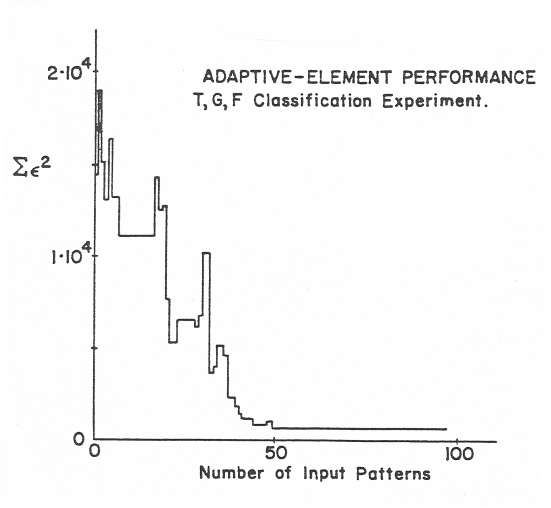 ADAPTIVE-ELEMENT PERFORMANCE
T, G, F Classification Experiment.
2·10⁴
Σϵ²
1·10⁴
0
0
50
100
Number of Input Patterns